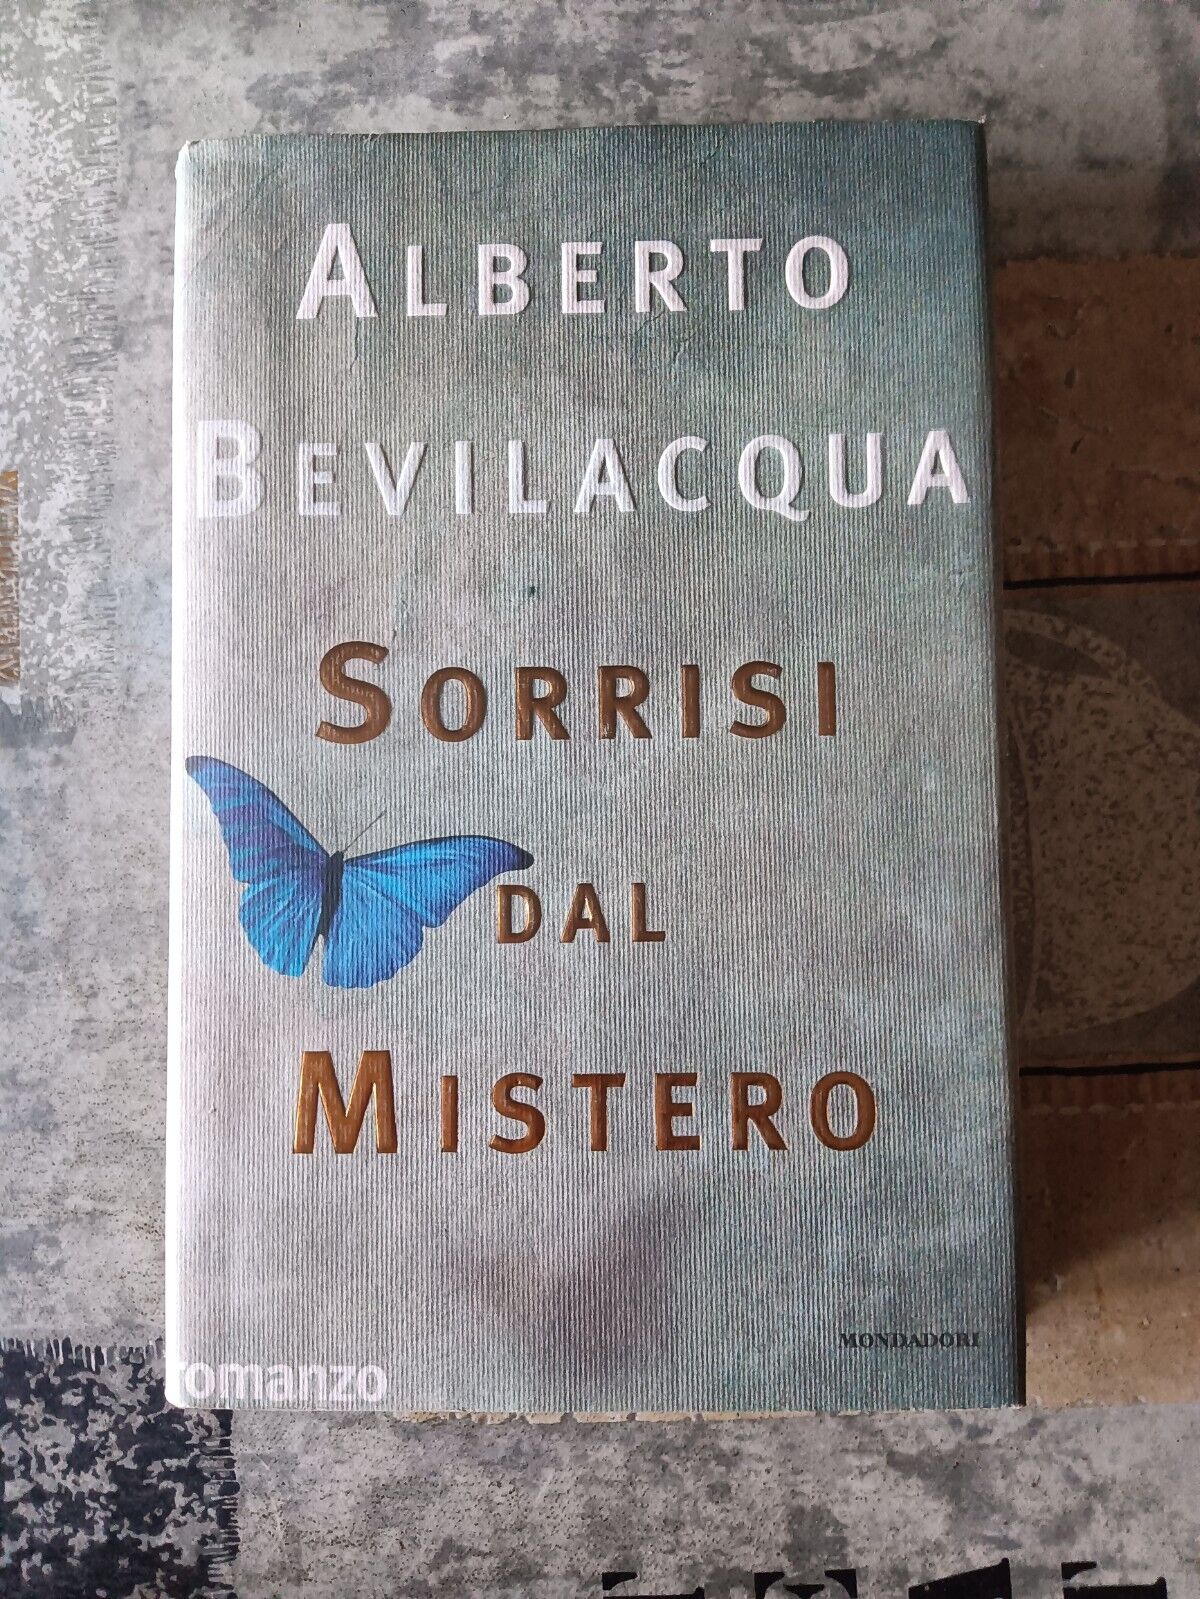 ALBERTO
BEVILACQUA
SORRISI
DAL
MISTERO
MONDADORI
romanzo